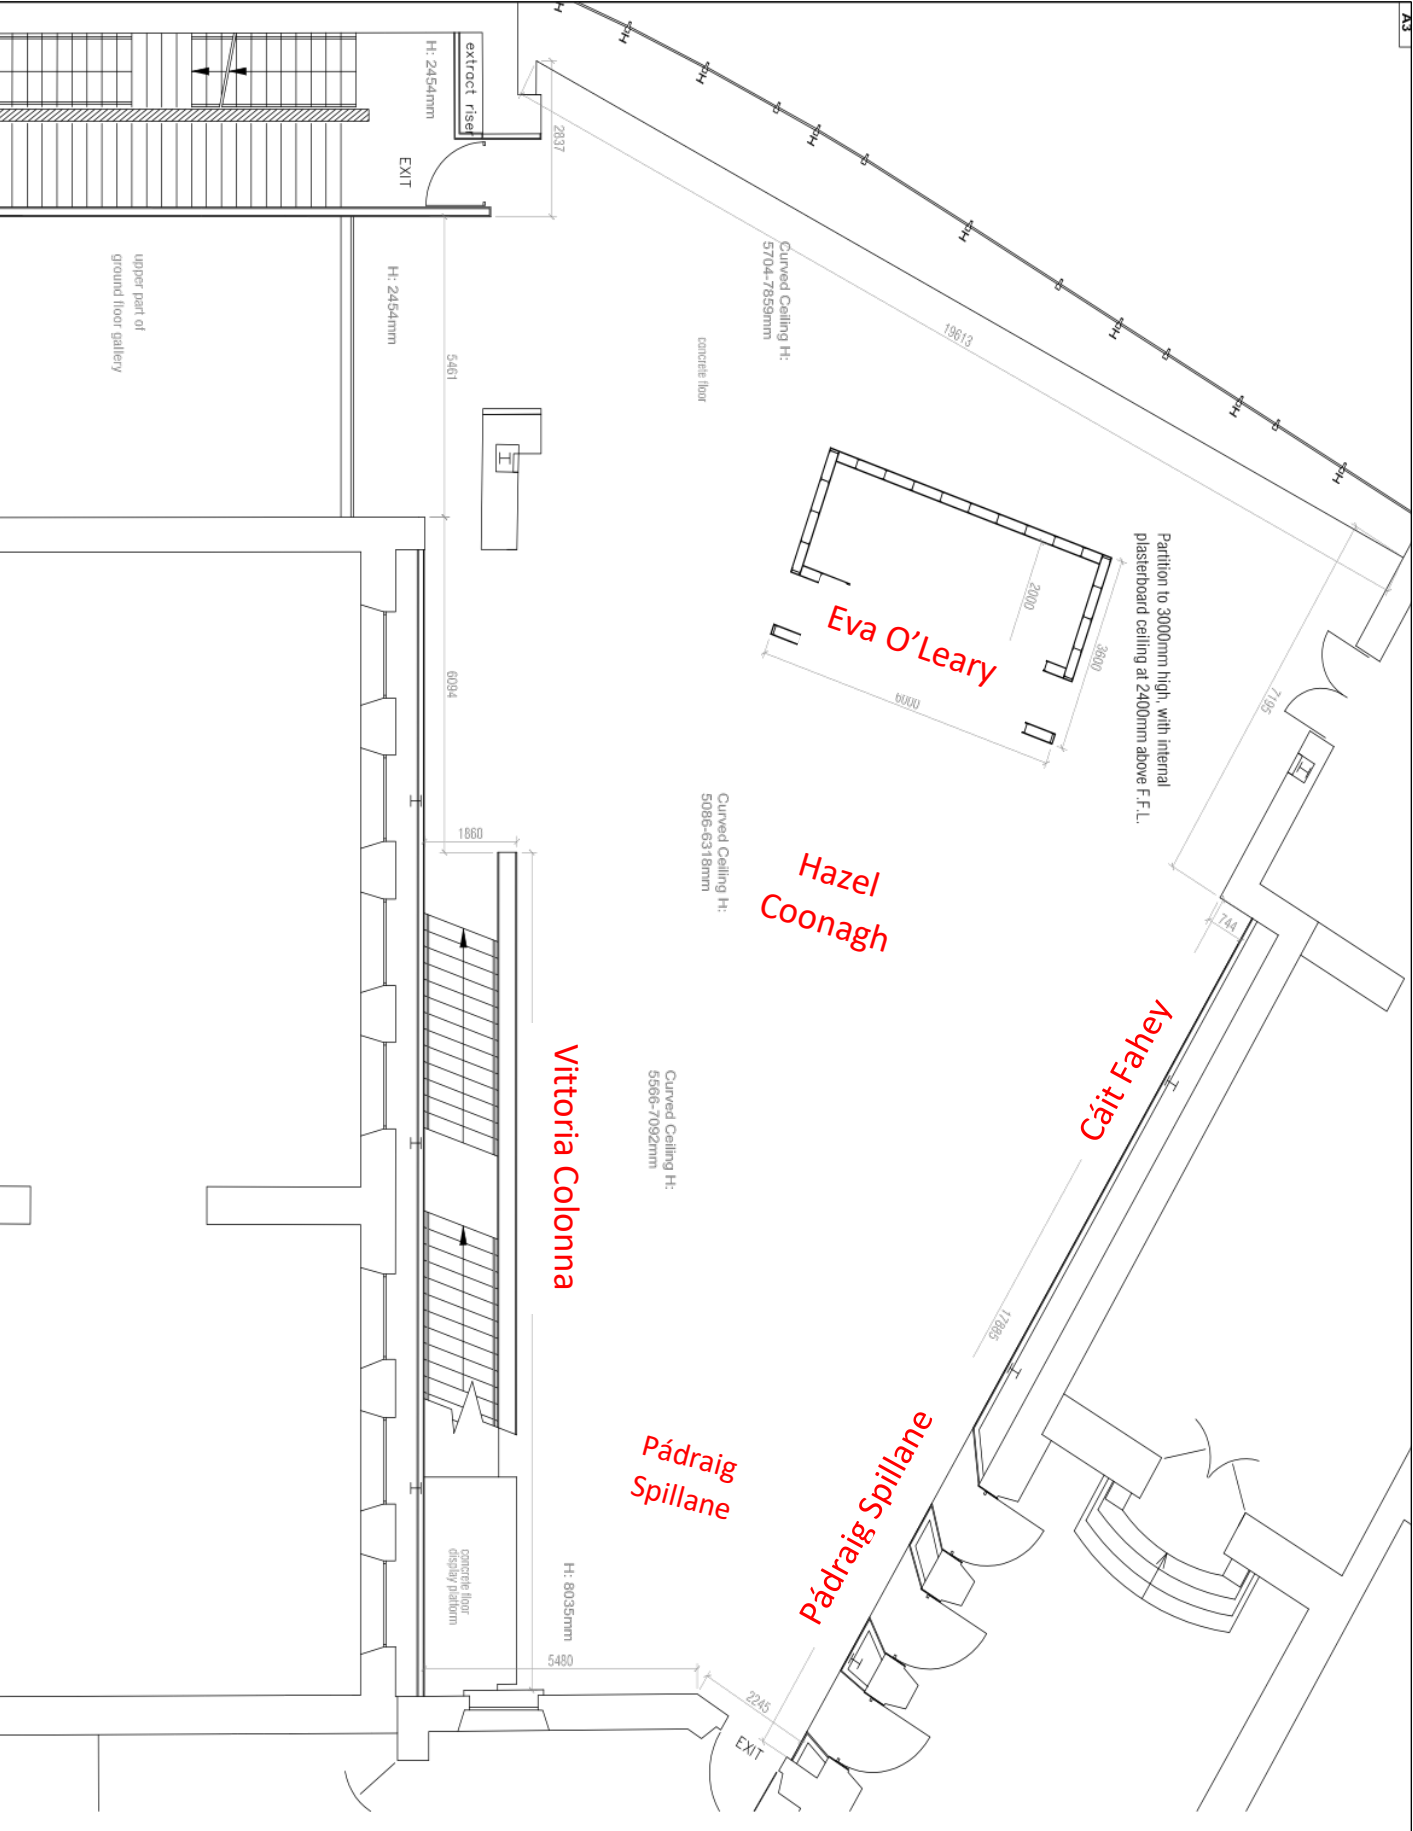 A3
extract riser
H: 2454mm
EXIT
2837
upper part of
ground floor gallery
H: 2454mm
5461
Curved Ceiling H:
5704-7859mm
concrete floor
19613
Partition to 3000mm high, with internal
plasterboard ceiling at 2400mm above F.F.L.
2000
3600
6000
Eva O’Leary
7195
6094
1860
Curved Ceiling H:
5086-6318mm
Hazel
Coonagh
744
Cáit Fahey
Vittoria Colonna
Curved Ceiling H:
5566-7092mm
17885
Pádraig
Spillane
Pádraig Spillane
concrete floor
display platform
H: 8035mm
5480
2245
EXIT